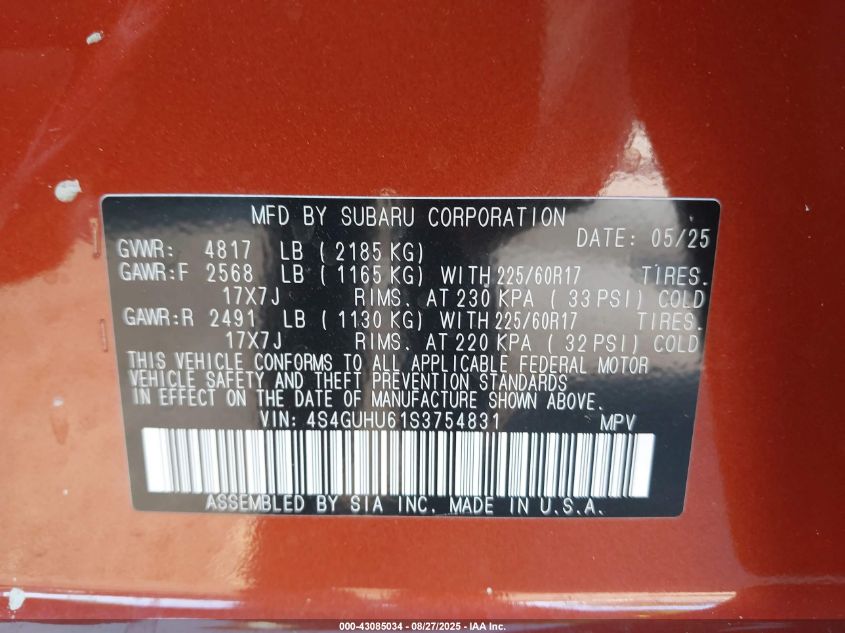 MFD BY SUBARU CORPORATION
DATE: 05/25
GVWR: 4817 LB ( 2185 KG)
GAWR:F 2568 LB ( 1165 KG) WITH 225/60R17 TIRES.
17X7J RIMS. AT 230 KPA ( 33 PSI) COLD
GAWR:R 2491 LB ( 1130 KG) WITH 225/60R17 TIRES.
17X7J RIMS. AT 220 KPA ( 32 PSI) COLD
THIS VEHICLE CONFORMS TO ALL APPLICABLE FEDERAL MOTOR
VEHICLE SAFETY AND THEFT PREVENTION STANDARDS
IN EFFECT ON THE DATE OF MANUFACTURE SHOWN ABOVE.
VIN: 4S4GUHU61S3754831 MPV
ASSEMBLED BY SIA INC. MADE IN U.S.A.
000-43085034 - 08/27/2025 - IAA Inc.